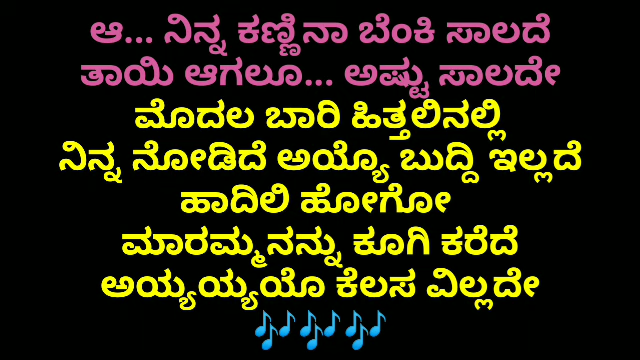 ಆ... ನಿನ್ನ ಕಣ್ಣಿನಾ ಬೆಂಕಿ ಸಾಲದೆ
ತಾಯಿ ಆಗಲೂ... ಅಷ್ಟು ಸಾಲದೇ
ಮೊದಲ ಬಾರಿ ಹಿತ್ತಲಿನಲ್ಲಿ
ನಿನ್ನ ನೋಡಿದೆ ಅಯ್ಯೊ ಬುದ್ದಿ ಇಲ್ಲದೆ
ಹಾದಿಲಿ ಹೋಗೋ
ಮಾರಮ್ಮನನ್ನು ಕೂಗಿ ಕರೆದೆ
ಅಯ್ಯಯ್ಯಯೊ ಕೆಲಸ ವಿಲ್ಲದೇ